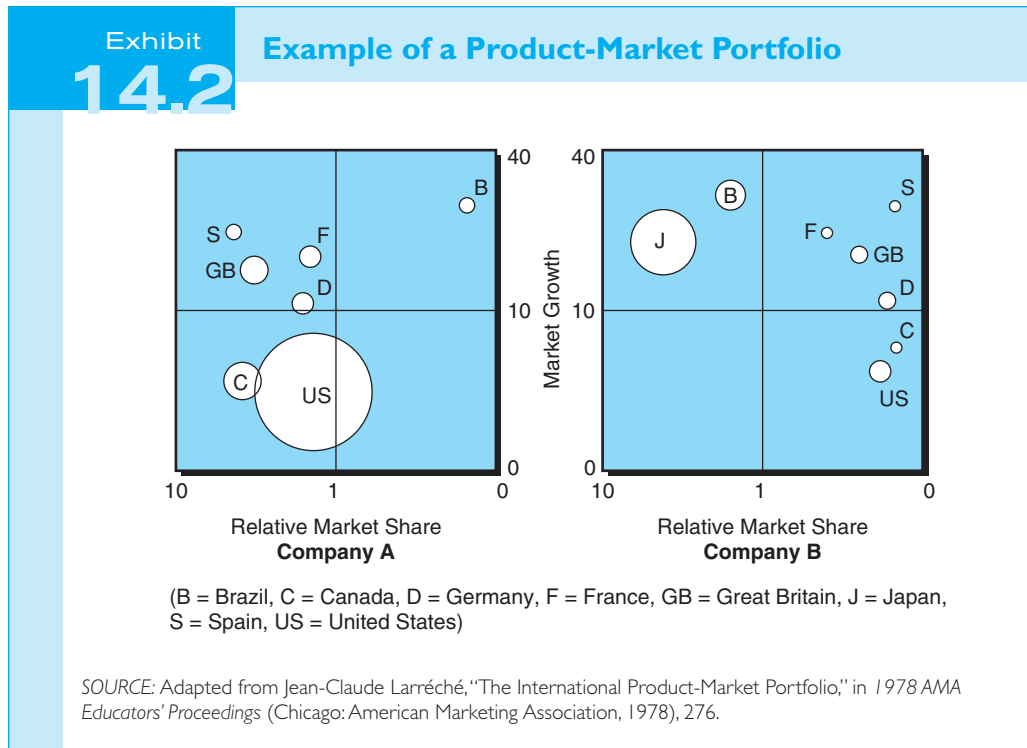 Exhibit
14.2
Example of a Product-Market Portfolio
40
B
S
F
GB
D
10
C
US
0
10
1
0
Relative Market Share
Company A
Market Growth
40
S
B
F
J
GB
D
10
C
US
0
10
1
0
Relative Market Share
Company B
(B = Brazil, C = Canada, D = Germany, F = France, GB = Great Britain, J = Japan,
S = Spain, US = United States)
SOURCE: Adapted from Jean-Claude Larréché, “The International Product-Market Portfolio,” in 1978 AMA
Educators’ Proceedings (Chicago: American Marketing Association, 1978), 276.